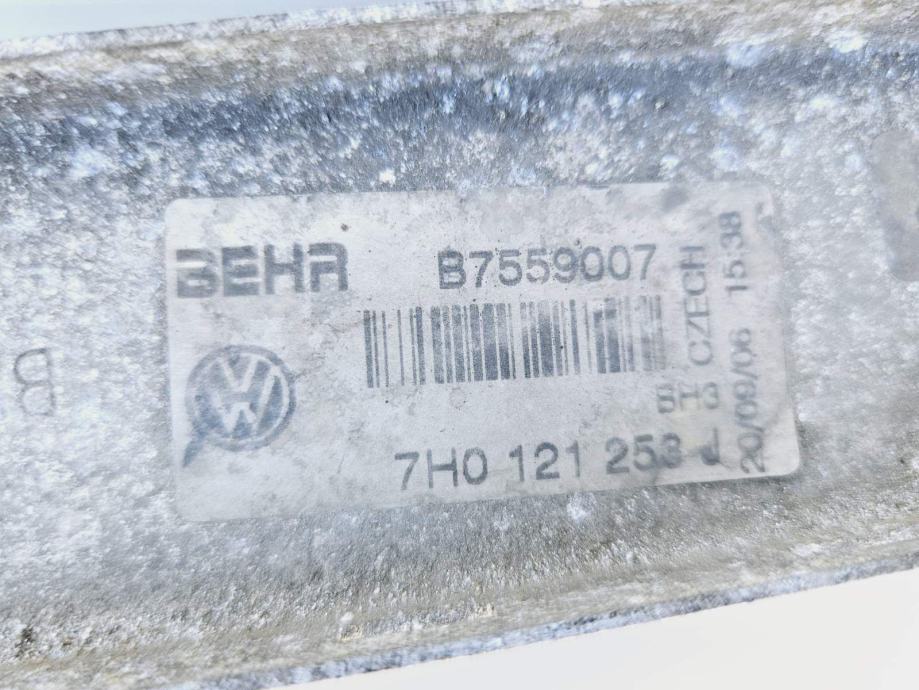 BEHR B7559007
CZECH
20/09/06 15:38
BH3
7H0 121 253 J
B